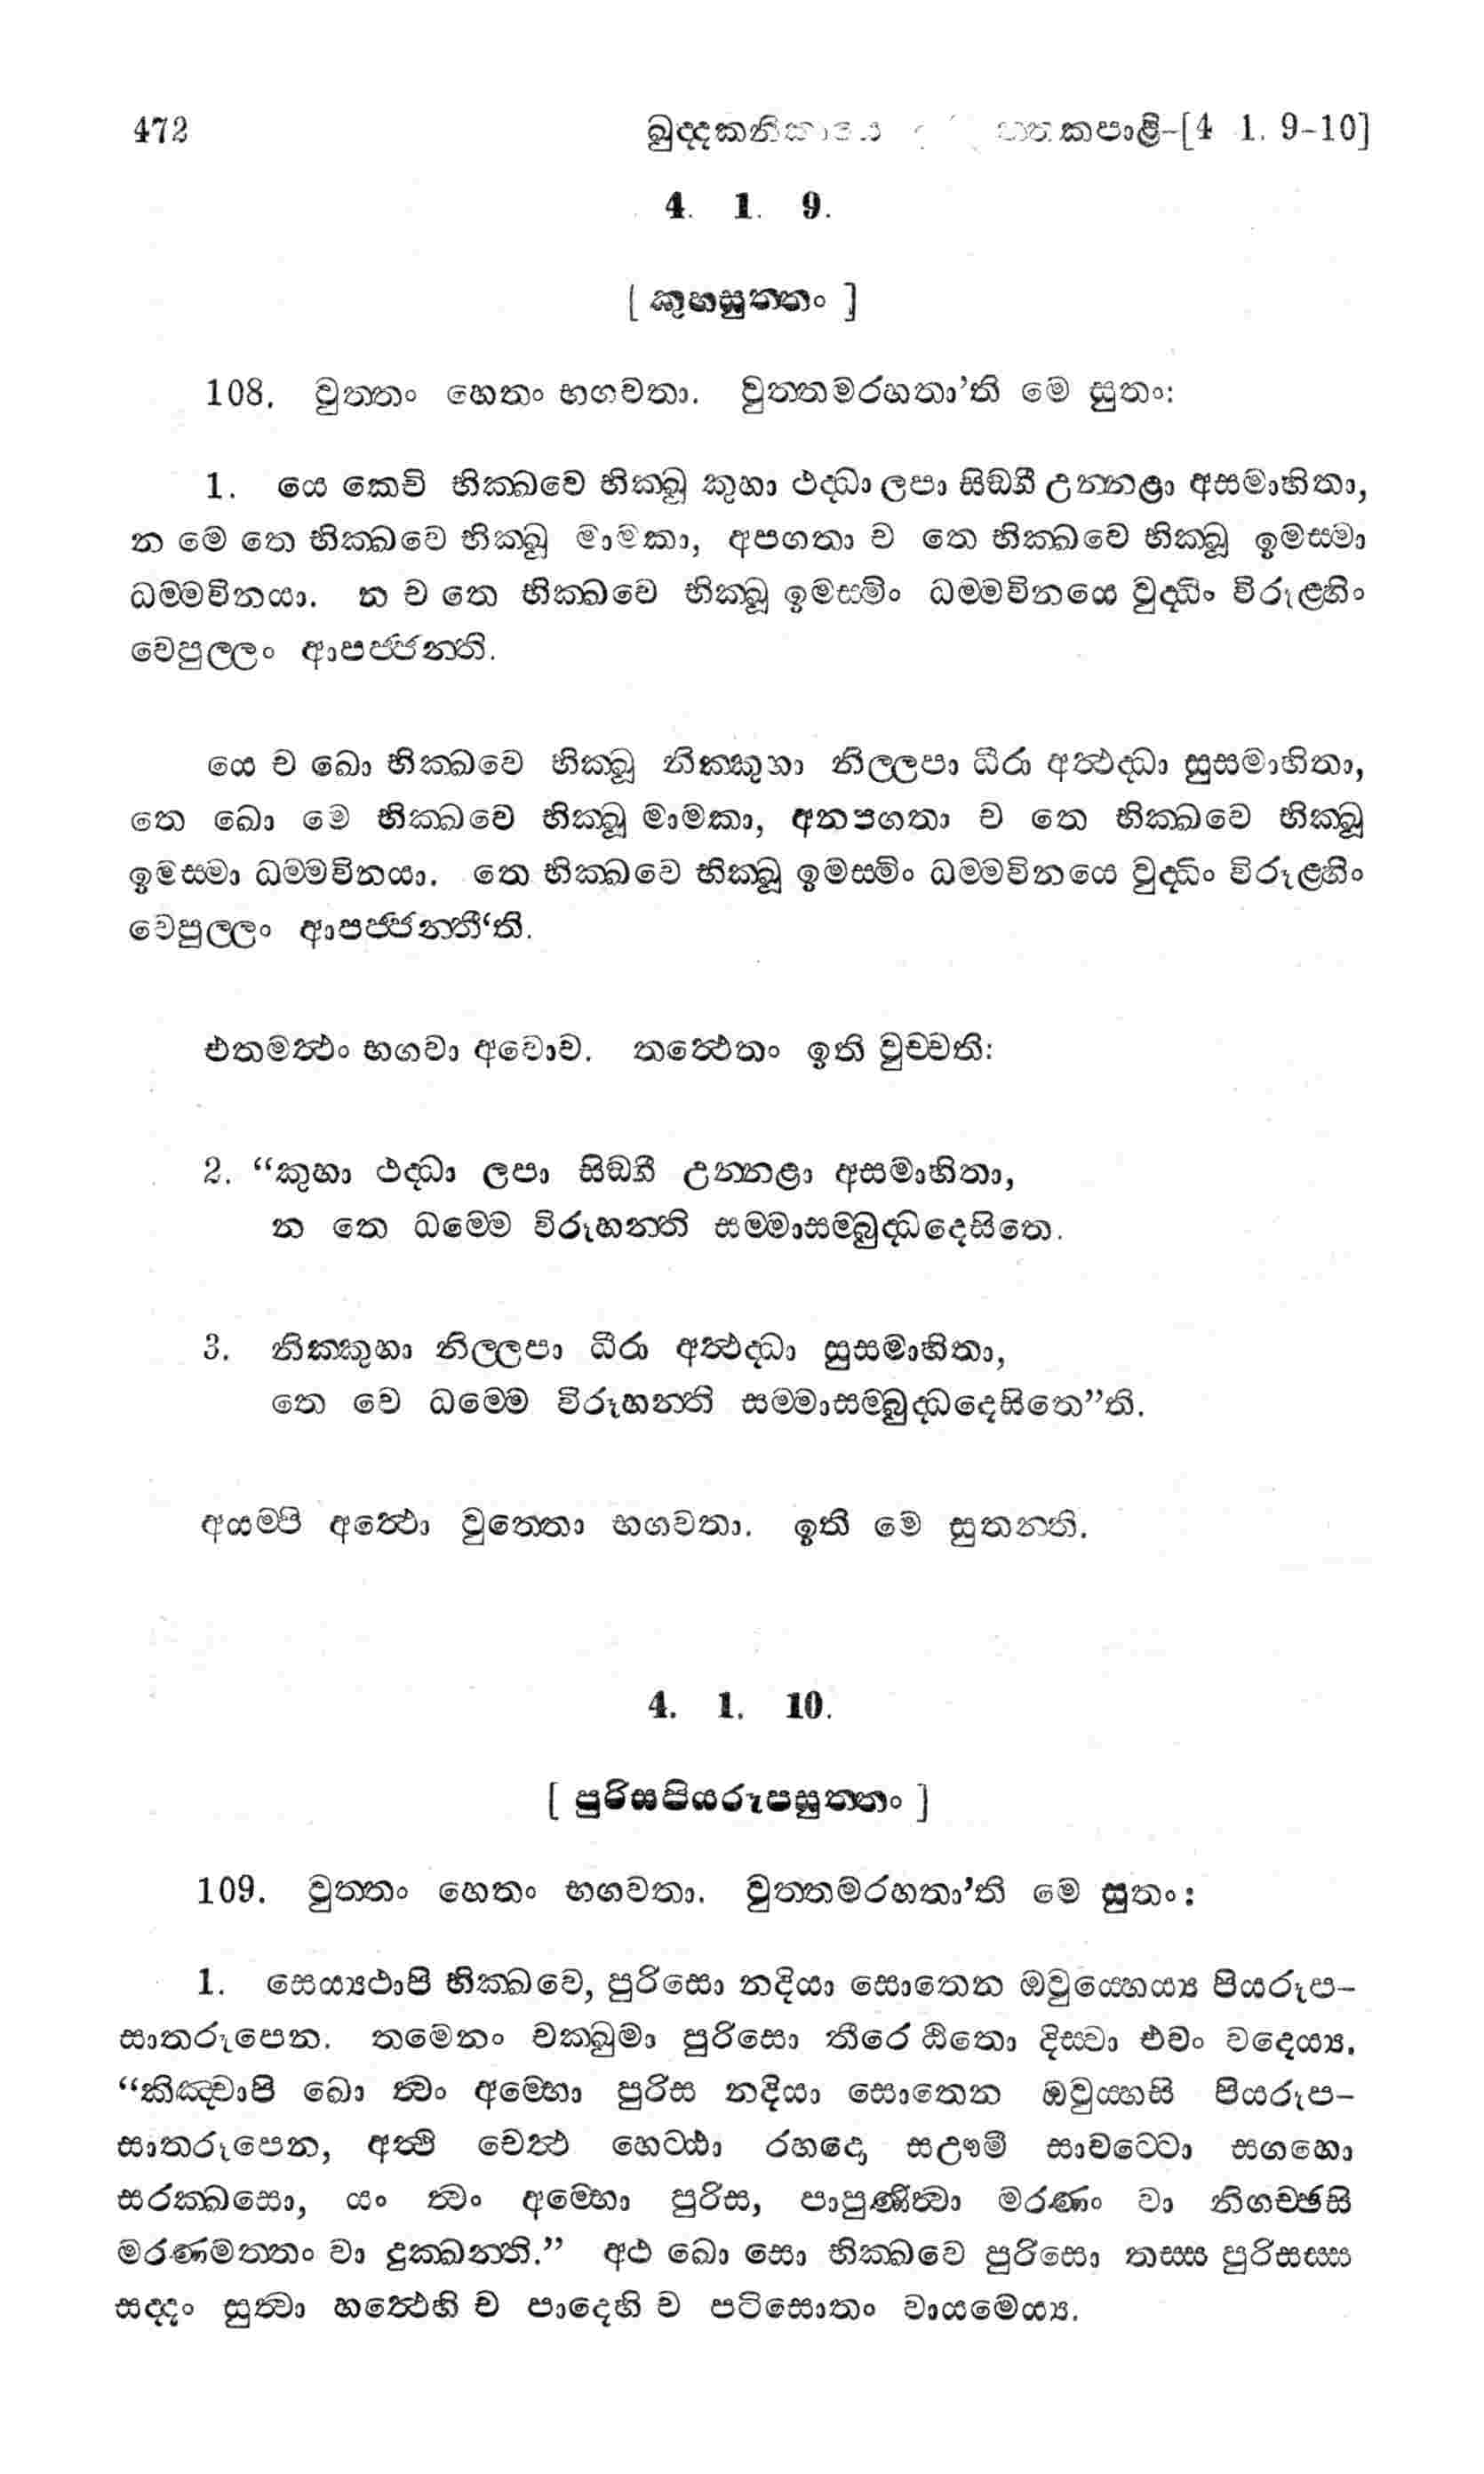 472
ඛුද්දකනිකායෙ තකපාළි-[4 1. 9-10]
4. 1. 9.
[ කුහසුත්තං ]
108. වුත්තං හෙතං භගවතා. වුත්තමරහතා’ති මෙ සුතං:
1. යෙ කෙචි භික්ඛවෙ භික්ඛූ කුහා ථද්ධා ලපා සිඞ්ගී උන්නළා අසමාහිතා,
න මෙ තෙ භික්ඛවෙ භික්ඛූ මාමකා, අපගතා ච තෙ භික්ඛවෙ භික්ඛූ ඉමස්මා
ධම්මවිනයා. න ච තෙ භික්ඛවෙ භික්ඛූ ඉමස්මිං ධම්මවිනයෙ වුද්ධිං විරූළ්හිං
වෙපුල්ලං ආපජ්ජන්ති.
යෙ ච ඛො භික්ඛවෙ භික්ඛූ නික්කුහා නිල්ලපා ධීරා අත්ථද්ධා සුසමාහිතා,
තෙ ඛො මෙ භික්ඛවෙ භික්ඛූ මාමකා, අනපගතා ච තෙ භික්ඛවෙ භික්ඛූ
ඉමස්මා ධම්මවිනයා. තෙ භික්ඛවෙ භික්ඛූ ඉමස්මිං ධම්මවිනයෙ වුද්ධිං විරූළ්හිං
වෙපුල්ලං ආපජ්ජන්තී‘ති.
එතමත්ථං භගවා අවොච. තත්ථෙතං ඉති වුච්චති:
2. “කුහා ථද්ධා ලපා සිඞ්ගී උන්නළා අසමාහිතා,
න තෙ ධම්මෙ විරූහන්ති සම්මාසම්බුද්ධදෙසිතෙ.
3. නික්කුහා නිල්ලපා ධීරා අත්ථද්ධා සුසමාහිතා,
තෙ වෙ ධම්මෙ විරූහන්ති සම්මාසම්බුද්ධදෙසිතෙ”ති.
අයම්පි අත්ථො වුත්තො භගවතා. ඉති මෙ සුතන්ති.
4. 1. 10.
[ පුරිසපියරූපසුත්තං ]
109. වුත්තං හෙතං භගවතා. වුත්තමරහතා’ති මෙ සුතං:
1. සෙය්‍යථාපි භික්ඛවෙ, පුරිසො නදියා සොතෙන ඔවුය්හෙය්‍ය පියරූප-
සාතරූපෙන. තමෙනං චක්ඛුමා පුරිසො තීරෙ ඨිතො දිස්වා එවං වදෙය්‍ය.
“කිඤ්චාපි ඛො ත්වං අම්භො පුරිස නදියා සොතෙන ඔවුය්හසි පියරූප-
සාතරූපෙන, අත්ථි චෙත්ථ හෙට්ඨා රහදො, සඌමි සාවට්ටො සගහො
සරක්ඛසො, යං ත්වං අම්භො පුරිස, පාපුණිත්වා මරණං වා නිගච්ඡසි
මරණමත්තං වා දුක්ඛන්ති.” අථ ඛො සො භික්ඛවෙ පුරිසො තස්ස පුරිසස්ස
සද්දං සුත්වා හත්ථෙහි ච පාදෙහි ච පටිසොතං වායමෙය්‍ය.